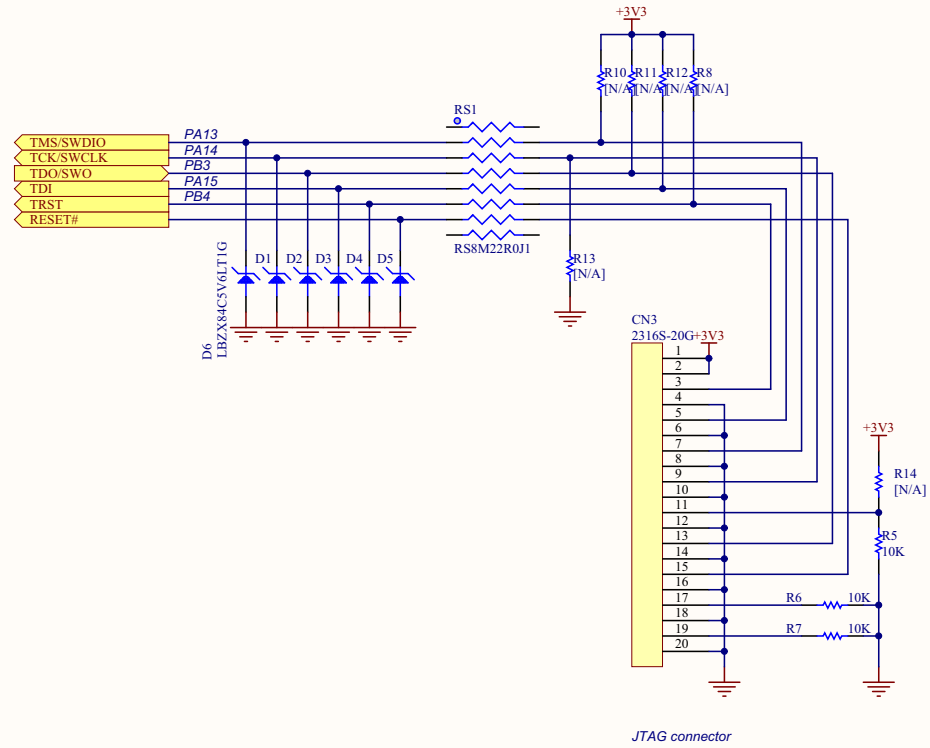 +3V3
R10 R11 R12 R8
[N/A] [N/A] [N/A] [N/A]
RS1
TMS/SWDIO PA13
TCK/SWCLK PA14
TDO/SWO PB3
TDI PA15
TRST PB4
RESET#
RS8M22R0J1
D1 D2 D3 D4 D5
D6
LBZX84C5V6LT1G
R13
[N/A]
CN3
2316S-20G +3V3
1
2
3
4
5
6
7
8
9
10
11
12
13
14
15
16
17
18
19
20
+3V3
R14
[N/A]
R5
10K
R6 10K
R7 10K
JTAG connector